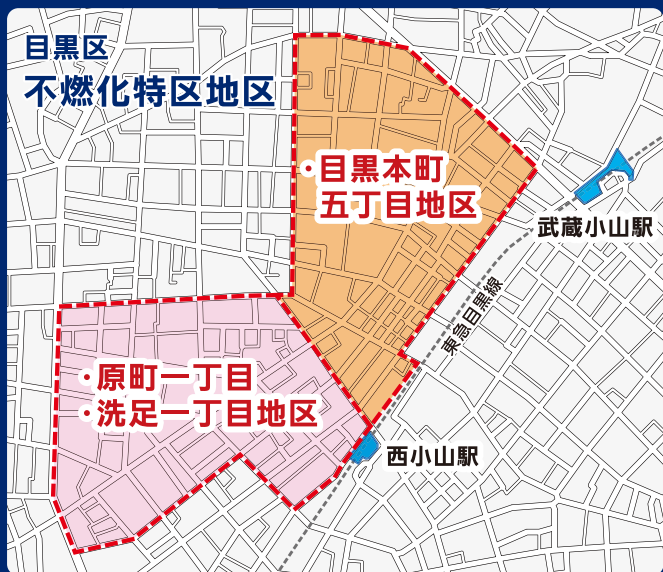 目黒区
不燃化特区地区
・目黒本町
五丁目地区
武蔵小山駅
東急目黒線
・原町一丁目
・洗足一丁目地区
西小山駅